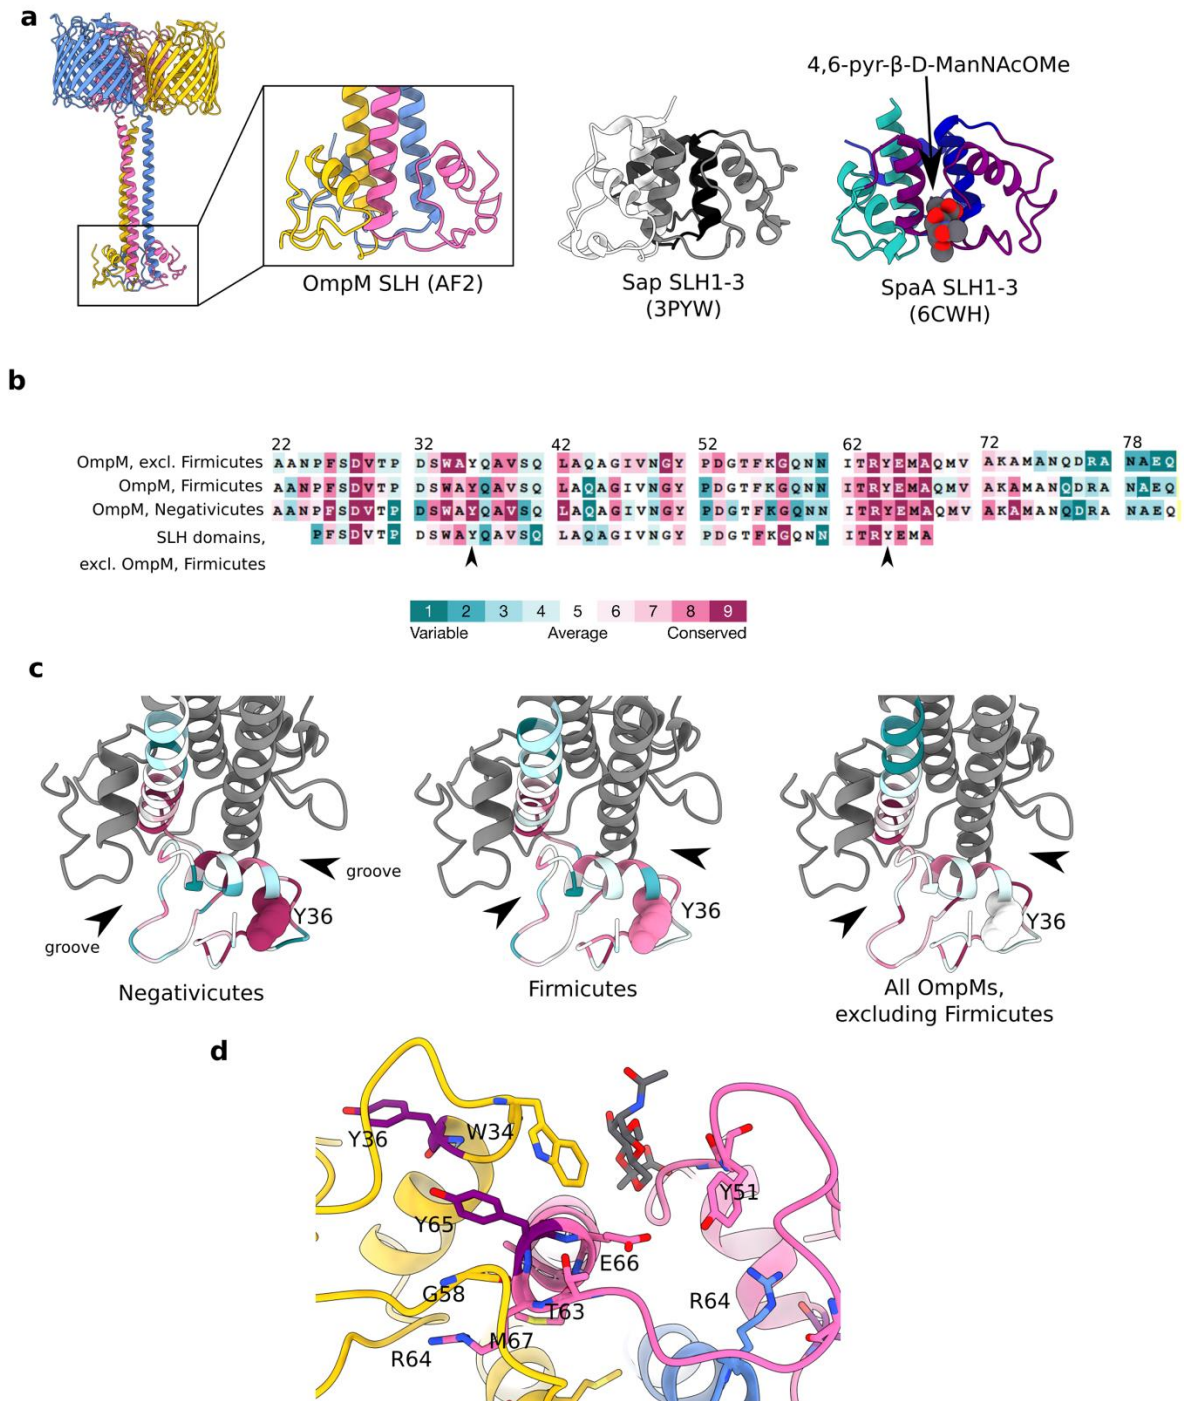 a
4,6-pyr-β-D-ManNAcOMe
OmpM SLH (AF2)
Sap SLH1-3
(3PYW)
SpaA SLH1-3
(6CWH)
b
22 32 42 52 62 72 78
OmpM, excl. Firmicutes AANPFSDVTP DSWAYQAVSQ LAQAGIVNGY PDGTFKGQNN ITRYEMAQMV AKAMANQDRA NAEQ
OmpM, Firmicutes AANPFSDVTP DSWAYQAVSQ LAQAGIVNGY PDGTFKGQNN ITRYEMAQMV AKAMANQDRA NAEQ
OmpM, Negativicutes AANPFSDVTP DSWAYQAVSQ LAQAGIVNGY PDGTFKGQNN ITRYEMAQMV AKAMANQDRA NAEQ
SLH domains, PFSDVTP DSWAYQAVSQ LAQAGIVNGY PDGTFKGQNN ITRYEMA
excl. OmpM, Firmicutes
1 2 3 4 5 6 7 8 9
Variable Average Conserved
c
groove
groove
Y36
Negativicutes
Y36
Firmicutes
Y36
All OmpMs,
excluding Firmicutes
d
Y36
W34
Y51
Y65
E66
G58
T63
R64
M67
R64